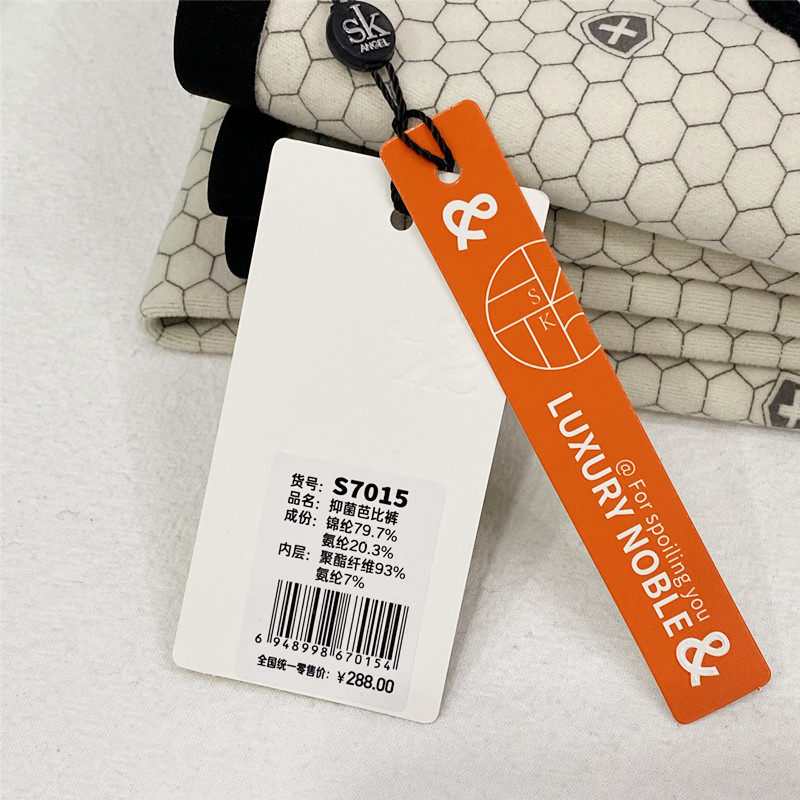 sk
ANGEL
&
S
K
LUXURY NOBLE
@ For spoiling you
&
sk
货号: S7015
品名: 抑菌芭比裤
成份: 锦纶79.7%
氨纶20.3%
内层: 聚酯纤维93%
氨纶7%
6 948998 670154
全国统一零售价: ¥288.00